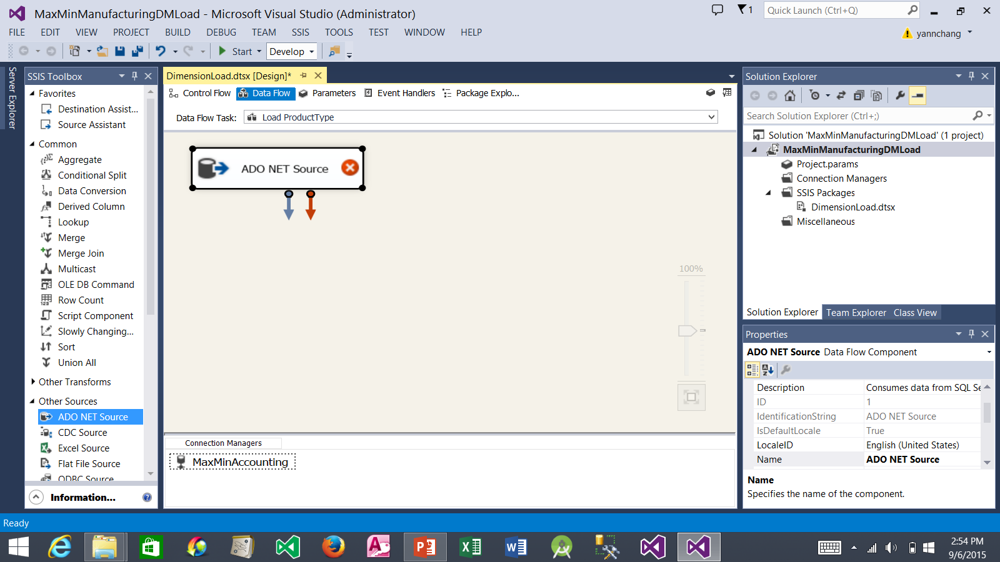 MaxMinManufacturingDMLoad - Microsoft Visual Studio (Administrator)
1
Quick Launch (Ctrl+Q)
FILE EDIT VIEW PROJECT BUILD DEBUG TEAM SSIS TOOLS TEST WINDOW HELP
yannchang
Start
Develop
Server Explorer
SSIS Toolbox
Favorites
Destination Assist...
Source Assistant
Common
Aggregate
Conditional Split
Data Conversion
Derived Column
Lookup
Merge
Merge Join
Multicast
OLE DB Command
Row Count
Script Component
Slowly Changing...
Sort
Union All
Other Transforms
Other Sources
ADO NET Source
CDC Source
Excel Source
Flat File Source
ODBC Source
Information...
DimensionLoad.dtsx [Design]*
Control Flow Data Flow Parameters Event Handlers Package Explo...
Data Flow Task: Load ProductType
ADO NET Source
100%
Connection Managers
MaxMinAccounting
Solution Explorer
Search Solution Explorer (Ctrl+;)
Solution 'MaxMinManufacturingDMLoad' (1 project)
MaxMinManufacturingDMLoad
Project.params
Connection Managers
SSIS Packages
DimensionLoad.dtsx
Miscellaneous
Solution Explorer Team Explorer Class View
Properties
ADO NET Source Data Flow Component
Description Consumes data from SQL Se
ID 1
IdentificationString ADO NET Source
IsDefaultLocale True
LocaleID English (United States)
Name ADO NET Source
Name
Specifies the name of the component.
Ready
2:54 PM
9/6/2015